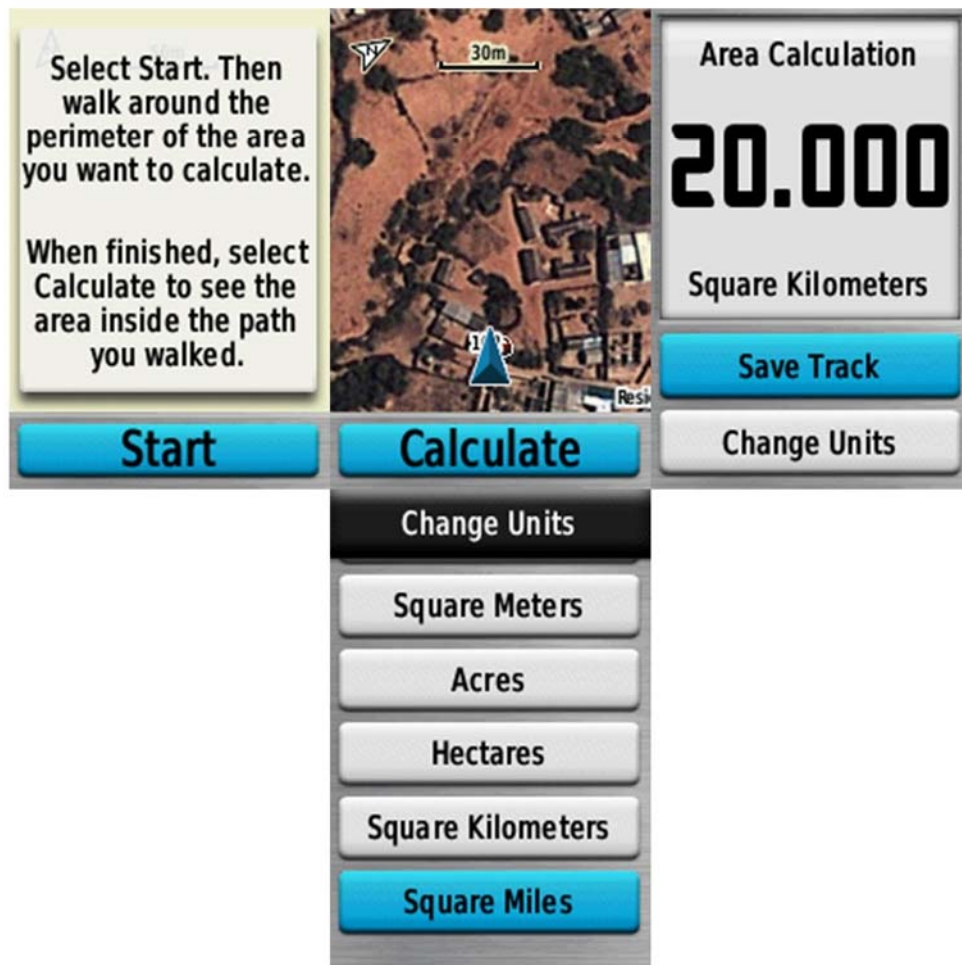 Select Start. Then
walk around the
perimeter of the area
you want to calculate.
When finished, select
Calculate to see the
area inside the path
you walked.
Start
30m
Calculate
Area Calculation
20.000
Square Kilometers
Save Track
Change Units
Change Units
Square Meters
Acres
Hectares
Square Kilometers
Square Miles